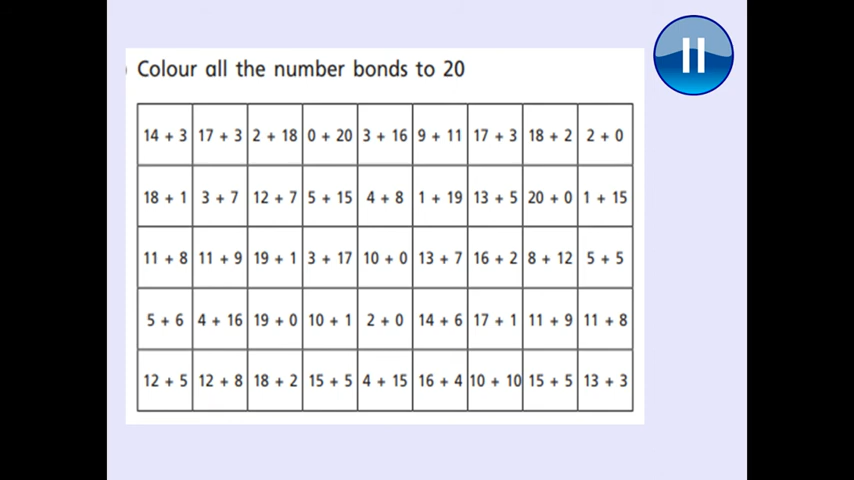 Colour all the number bonds to 20
14 + 3 17 + 3 2 + 18 0 + 20 3 + 16 9 + 11 17 + 3 18 + 2 2 + 0
18 + 1 3 + 7 12 + 7 5 + 15 4 + 8 1 + 19 13 + 5 20 + 0 1 + 15
11 + 8 11 + 9 19 + 1 3 + 17 10 + 0 13 + 7 16 + 2 8 + 12 5 + 5
5 + 6 4 + 16 19 + 0 10 + 1 2 + 0 14 + 6 17 + 1 11 + 9 11 + 8
12 + 5 12 + 8 18 + 2 15 + 5 4 + 15 16 + 4 10 + 10 15 + 5 13 + 3